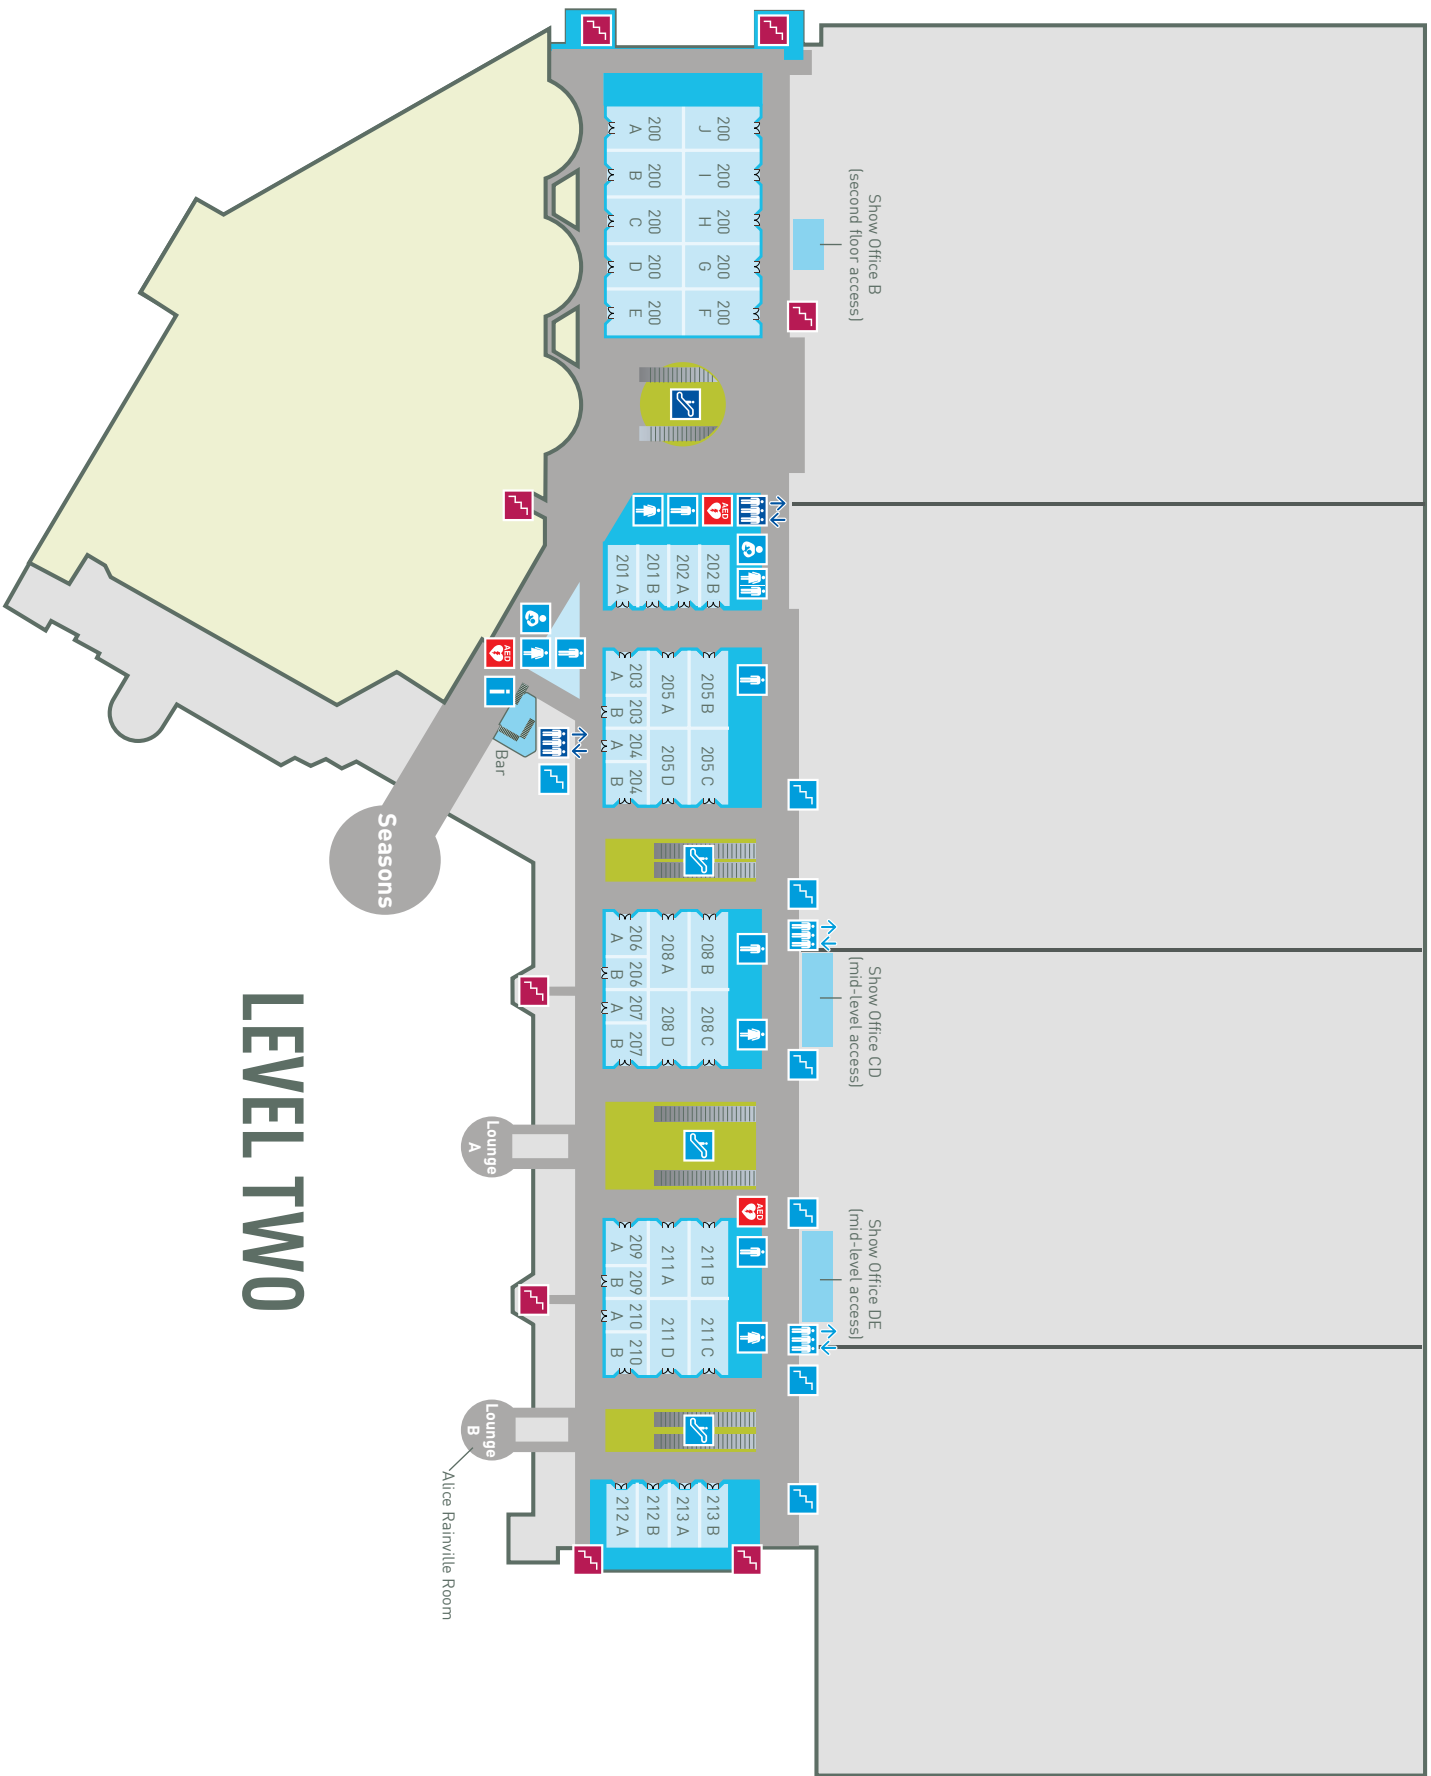 LEVEL TWO
Show Office B
(second floor access)
Show Office CD
(mid-level access)
Show Office DE
(mid-level access)
200
J
200
I
200
H
200
G
200
F
200
A
200
B
200
C
200
D
200
E
AED
201 A
201 B
202 A
202 B
AED
i
Bar
Seasons
205 B
205 C
205 A
205 D
203
A
203
B
204
A
204
B
208 B
208 C
208 A
208 D
206
A
206
B
207
A
207
B
Lounge
A
AED
211 B
211 C
211 A
211 D
209
A
209
B
210
A
210
B
Lounge
B
Alice Rainville Room
213 B
213 A
212 B
212 A